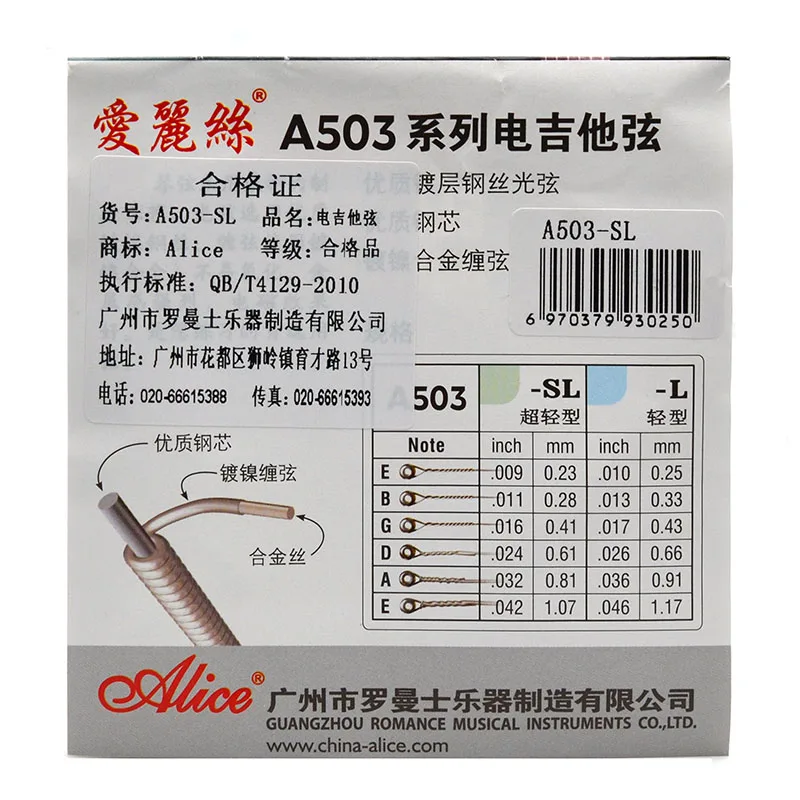 愛麗絲® A503系列电吉他弦
合格证
货号:A503-SL 品名:电吉他弦
商标:Alice 等级:合格品
执行标准: QB/T4129-2010
广州市罗曼士乐器制造有限公司
地址: 广州市花都区狮岭镇育才路13号
电话: 020-66615388 传真: 020-66615393
优质
镀层钢丝光弦
钢芯
镀镍
合金缠弦
规格
A503-SL
6 970379 930250
A503 -SL 超轻型 -L 轻型
Note inch mm inch mm
E .009 0.23 .010 0.25
B .011 0.28 .013 0.33
G .016 0.41 .017 0.43
D .024 0.61 .026 0.66
A .032 0.81 .036 0.91
E .042 1.07 .046 1.17
优质钢芯
镀镍缠弦
合金丝
Alice® 广州市罗曼士乐器制造有限公司
GUANGZHOU ROMANCE MUSICAL INSTRUMENTS CO.,LTD.
www.china-alice.com